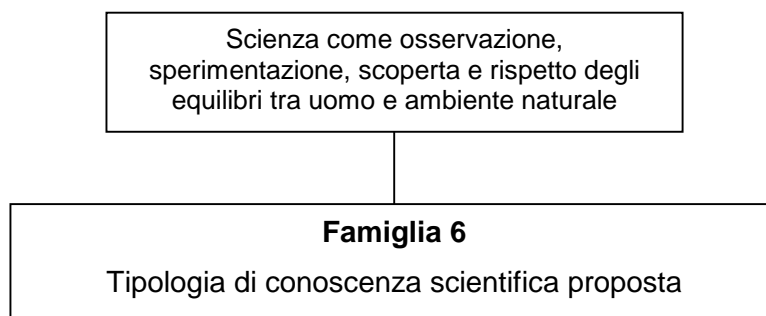 Scienza come osservazione,
sperimentazione, scoperta e rispetto degli
equilibri tra uomo e ambiente naturale
Famiglia 6
Tipologia di conoscenza scientifica proposta